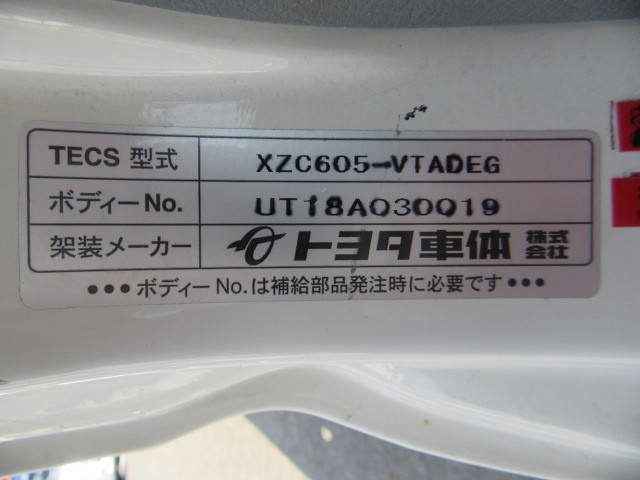 TECS 型式 XZC605-VTADEG
ボディーNo. UT18A030019
架装メーカー トヨタ車体 株式会社
●●●ボディーNo.は補給部品発注時に必要です●●●